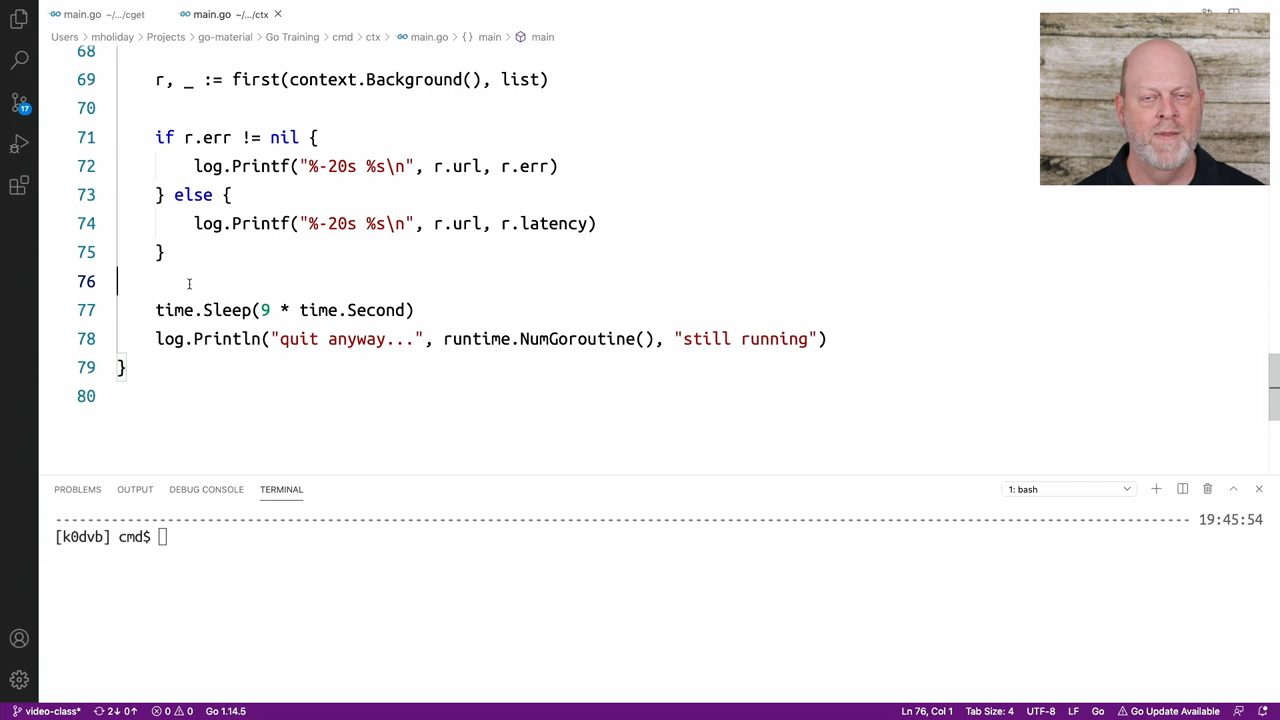 main.go ~/.../cget main.go ~/.../ctx
Users mholiday Projects go-material Go Training cmd ctx main.go {} main main
68
69 r, _ := first(context.Background(), list)
70
71 if r.err != nil {
72 log.Printf("%-20s %s\n", r.url, r.err)
73 } else {
74 log.Printf("%-20s %s\n", r.url, r.latency)
75 }
76
77 time.Sleep(9 * time.Second)
78 log.Println("quit anyway...", runtime.NumGoroutine(), "still running")
79 }
80
17
PROBLEMS OUTPUT DEBUG CONSOLE TERMINAL 1: bash
19:45:54
[k0dvb] cmd$
video-class* 2↓ 0↑ 0 0 Go 1.14.5 Ln 76, Col 1 Tab Size: 4 UTF-8 LF Go Go Update Available